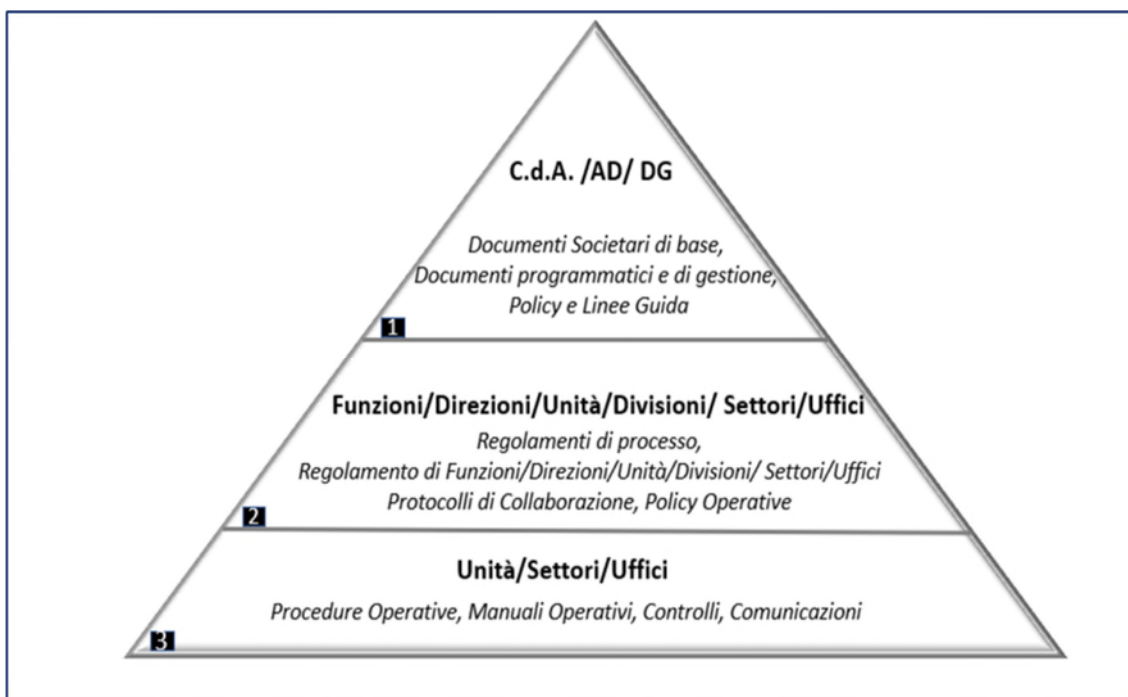 C.d.A. /AD/ DG
Documenti Societari di base,
Documenti programmatici e di gestione,
Policy e Linee Guida
1
Funzioni/Direzioni/Unità/Divisioni/ Settori/Uffici
Regolamenti di processo,
Regolamento di Funzioni/Direzioni/Unità/Divisioni/ Settori/Uffici
Protocolli di Collaborazione, Policy Operative
2
Unità/Settori/Uffici
Procedure Operative, Manuali Operativi, Controlli, Comunicazioni
3